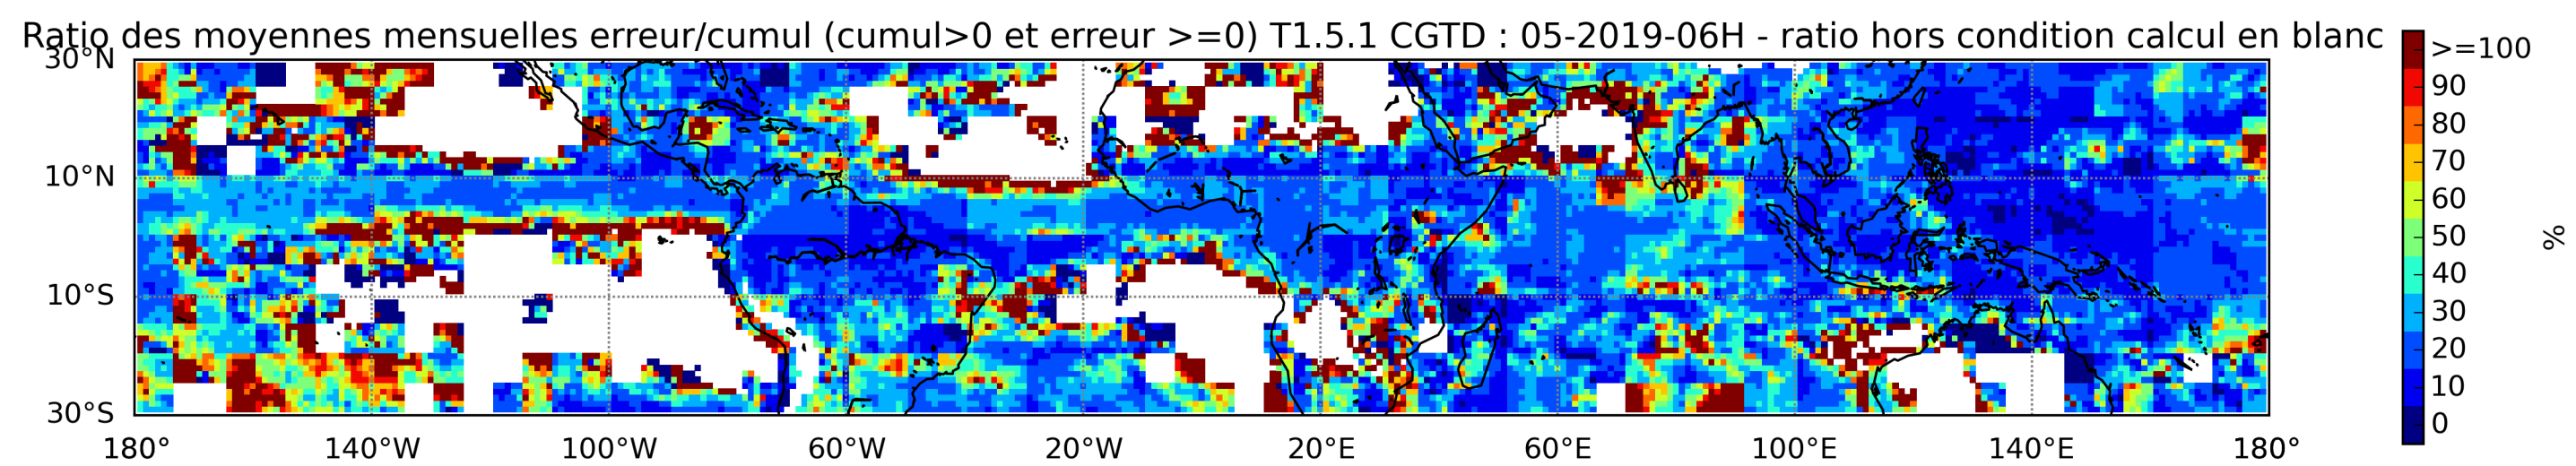 Ratio des moyennes mensuelles erreur/cumul (cumul>0 et erreur >=0) T1.5.1 CGTD : 05-2019-06H - ratio hors condition calcul en blanc
30°N
10°N
10°S
30°S
180° 140°W 100°W 60°W 20°W 20°E 60°E 100°E 140°E 180°
>=100
90
80
70
60
50
40
30
20
10
0
%